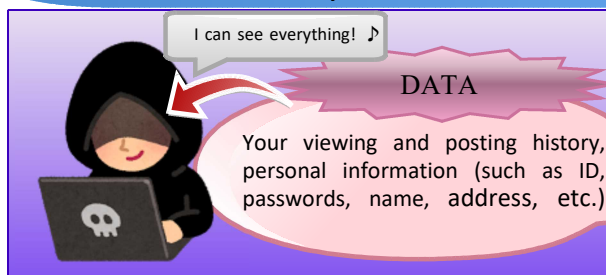 I can see everything! ♪
DATA
Your viewing and posting history,
personal information (such as ID,
passwords, name, address, etc.)